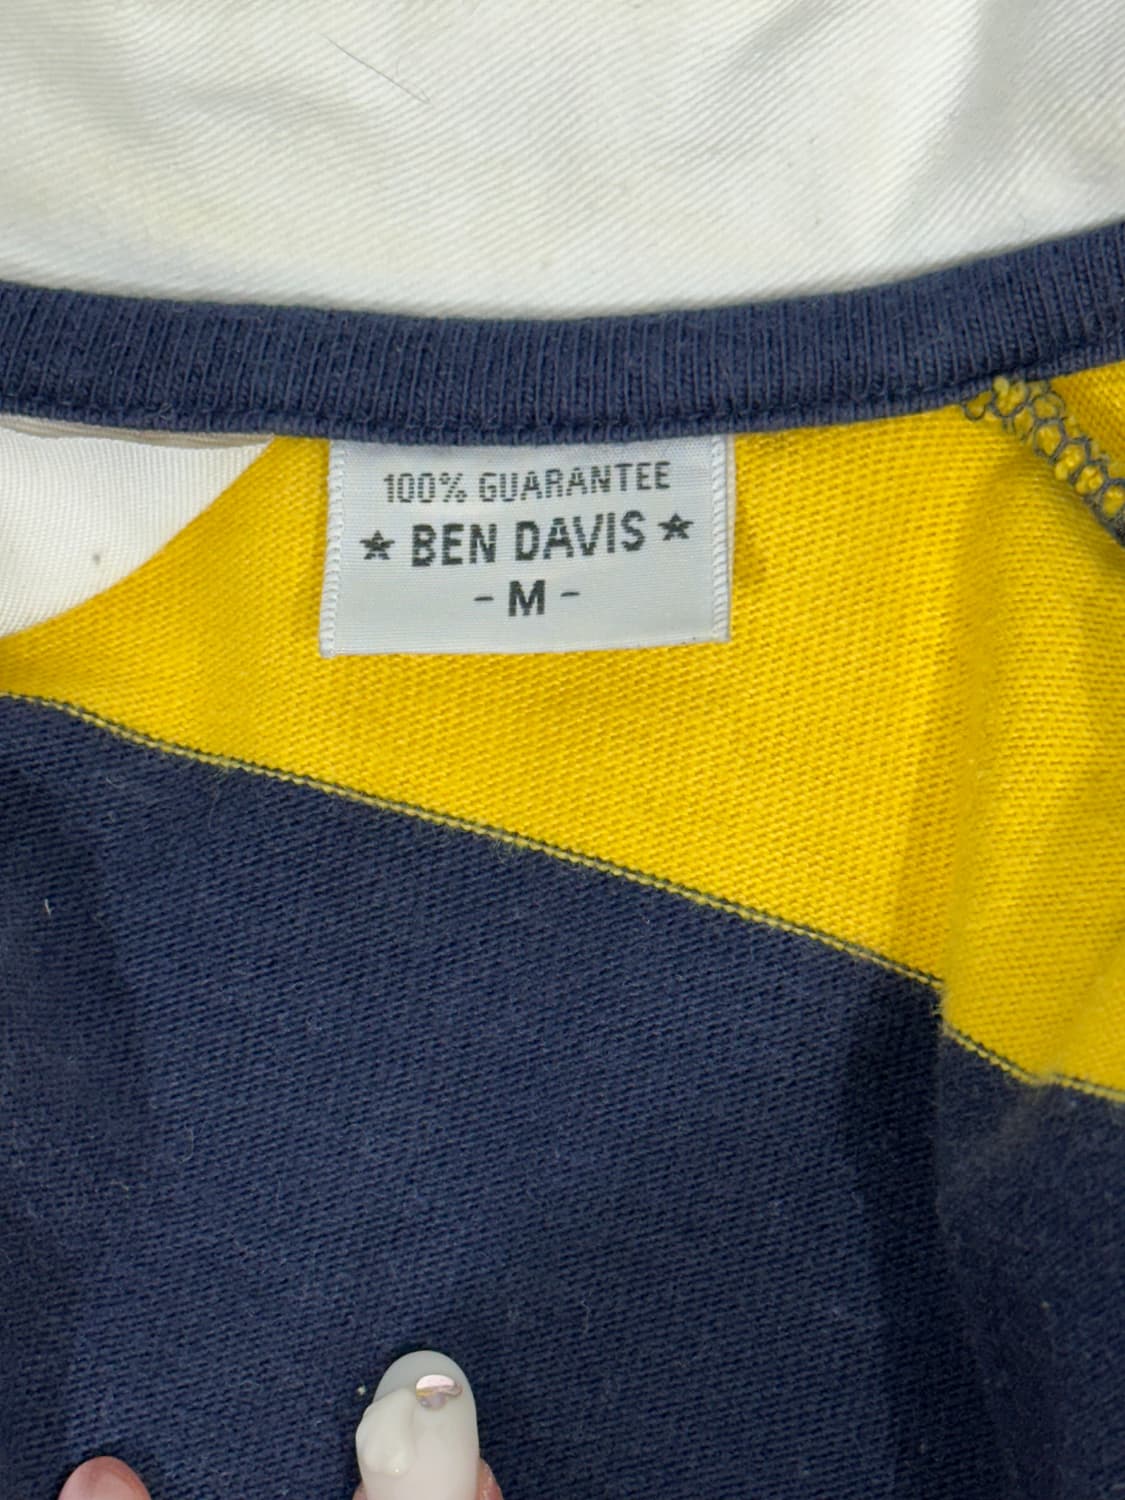 100% GUARANTEE
★ BEN DAVIS ★
- M -